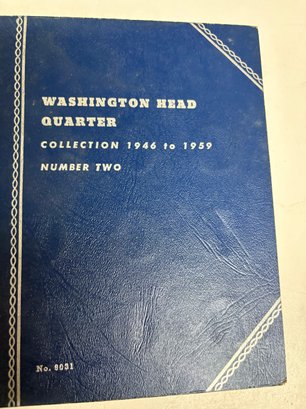 WASHINGTON HEAD
QUARTER
COLLECTION 1946 to 1959
NUMBER TWO
No. 9031